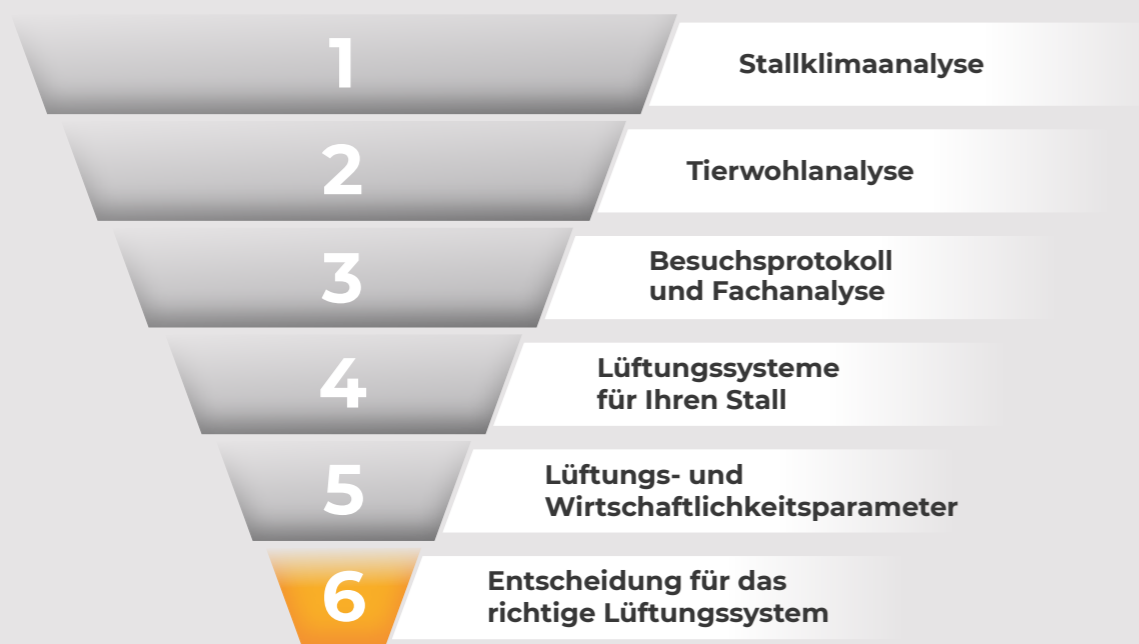 1
Stallklimaanalyse
2
Tierwohlanalyse
3
Besuchsprotokoll
und Fachanalyse
4
Lüftungssysteme
für Ihren Stall
5
Lüftungs- und
Wirtschaftlichkeitsparameter
6
Entscheidung für das
richtige Lüftungssystem